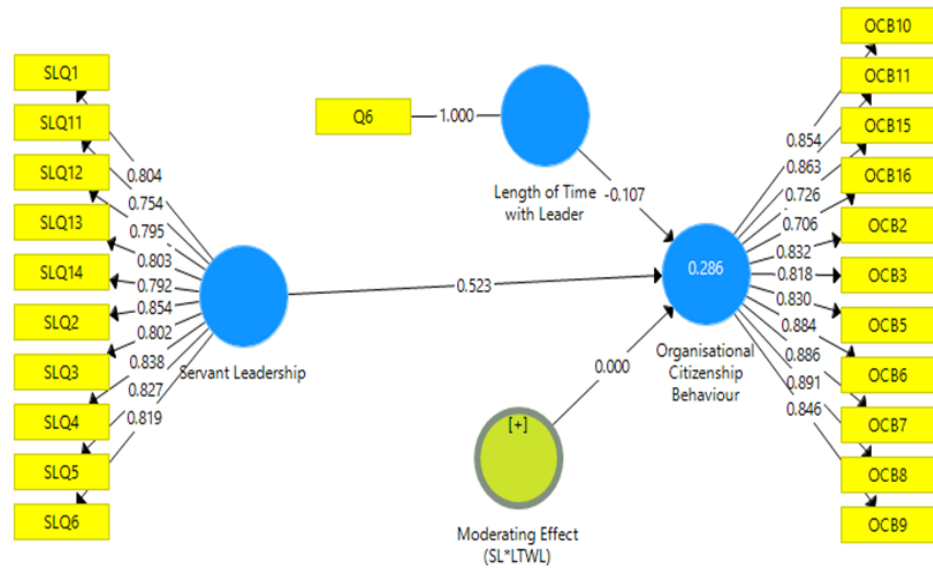 SLQ1
SLQ11
SLQ12
SLQ13
SLQ14
SLQ2
SLQ3
SLQ4
SLQ5
SLQ6
0.804
0.754
0.795
0.803
0.792
0.854
0.802
0.838
0.827
0.819
Servant Leadership
Q6
1.000
Length of Time
with Leader
-0.107
0.523
0.000
[+]
Moderating Effect
(SL*LTWL)
0.286
Organisational
Citizenship
Behaviour
0.854
0.863
0.726
0.706
0.832
0.818
0.830
0.884
0.886
0.891
0.846
OCB10
OCB11
OCB15
OCB16
OCB2
OCB3
OCB5
OCB6
OCB7
OCB8
OCB9